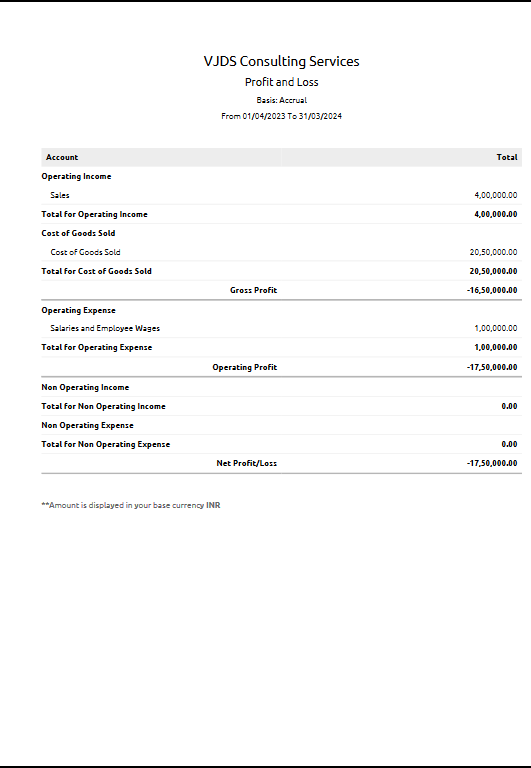 VJDS Consulting Services
Profit and Loss
Basis: Accrual
From 01/04/2023 To 31/03/2024
Account Total
Operating Income
Sales 4,00,000.00
Total for Operating Income 4,00,000.00
Cost of Goods Sold
Cost of Goods Sold 20,50,000.00
Total for Cost of Goods Sold 20,50,000.00
Gross Profit -16,50,000.00
Operating Expense
Salaries and Employee Wages 1,00,000.00
Total for Operating Expense 1,00,000.00
Operating Profit -17,50,000.00
Non Operating Income
Total for Non Operating Income 0.00
Non Operating Expense
Total for Non Operating Expense 0.00
Net Profit/Loss -17,50,000.00
**Amount is displayed in your base currency INR